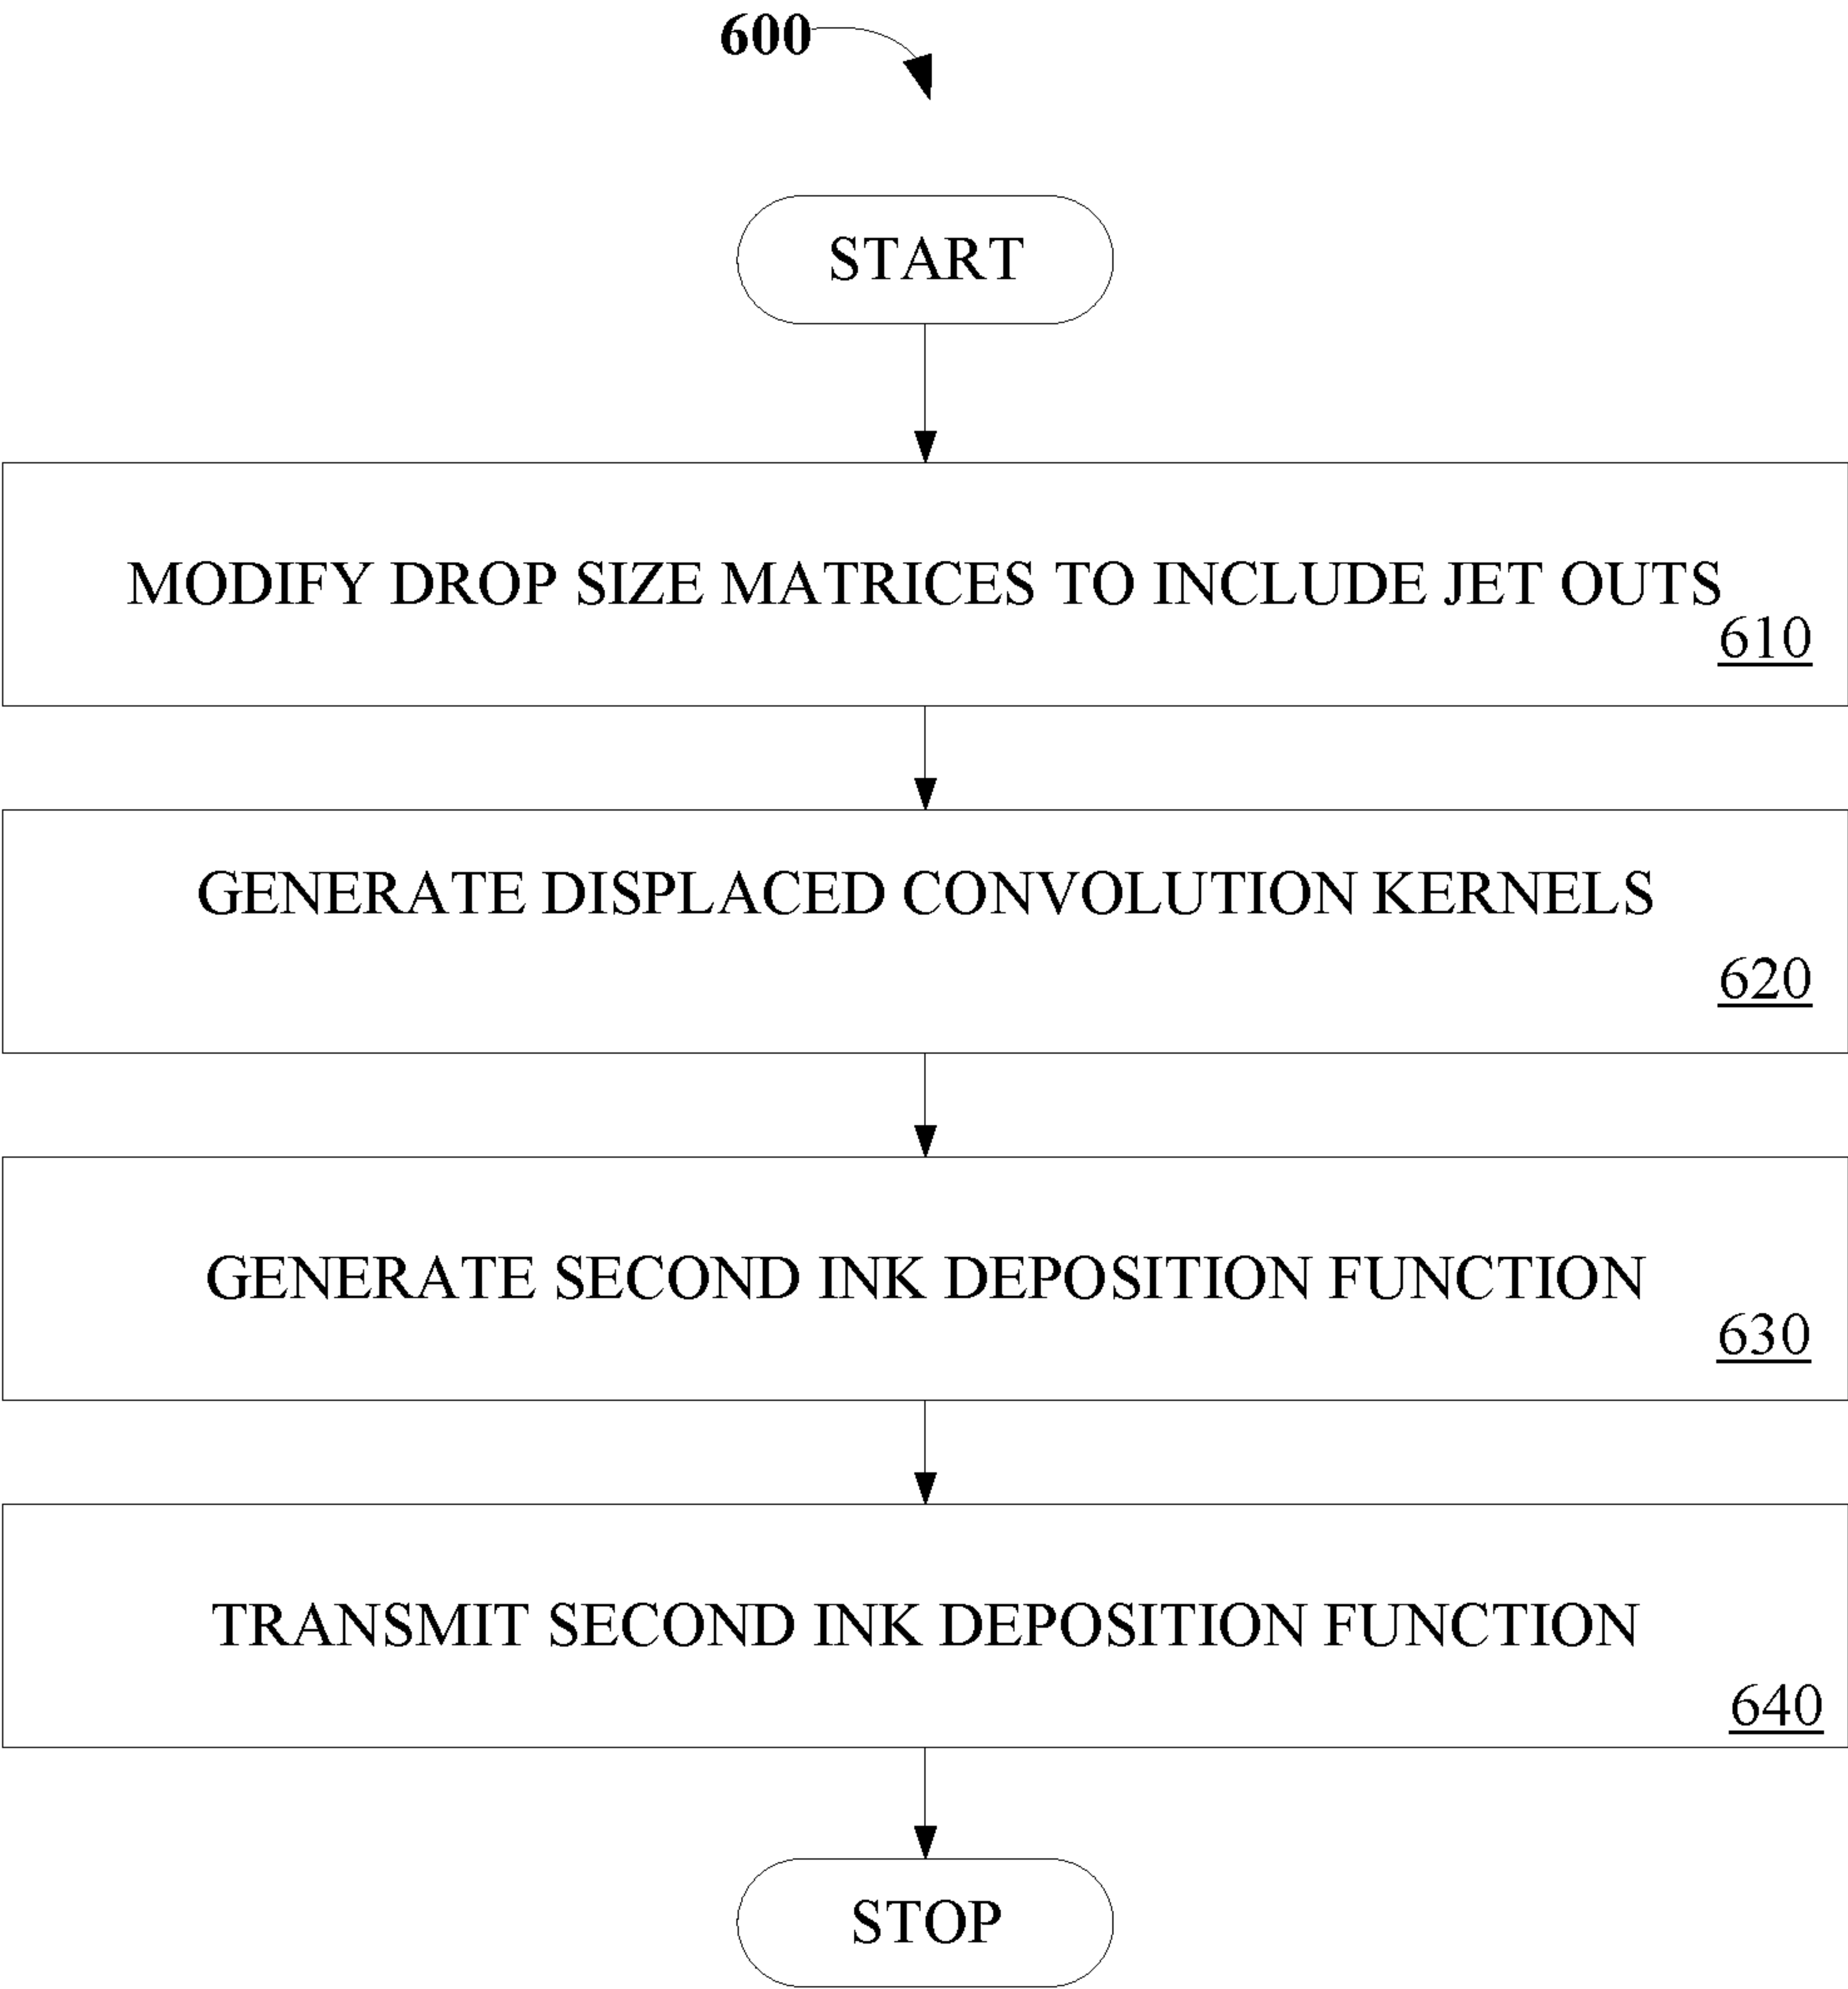 600
START
MODIFY DROP SIZE MATRICES TO INCLUDE JET OUTS
610
GENERATE DISPLACED CONVOLUTION KERNELS
620
GENERATE SECOND INK DEPOSITION FUNCTION
630
TRANSMIT SECOND INK DEPOSITION FUNCTION
640
STOP